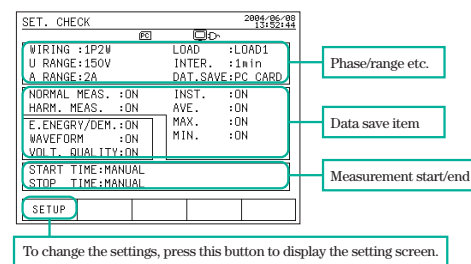 SET. CHECK 2004/06/08
13:52:44
PC
WIRING :1P2W LOAD :LOAD1
U RANGE:150V INTER. :1min
A RANGE:2A DAT.SAVE:PC CARD
Phase/range etc.
NORMAL MEAS. :ON INST. :ON
HARM. MEAS. :ON AVE. :ON
E.ENEGRY/DEM.:ON MAX. :ON
WAVEFORM :ON MIN. :ON
VOLT. QUALITY:ON
Data save item
START TIME:MANUAL
STOP TIME:MANUAL
Measurement start/end
SETUP
To change the settings, press this button to display the setting screen.